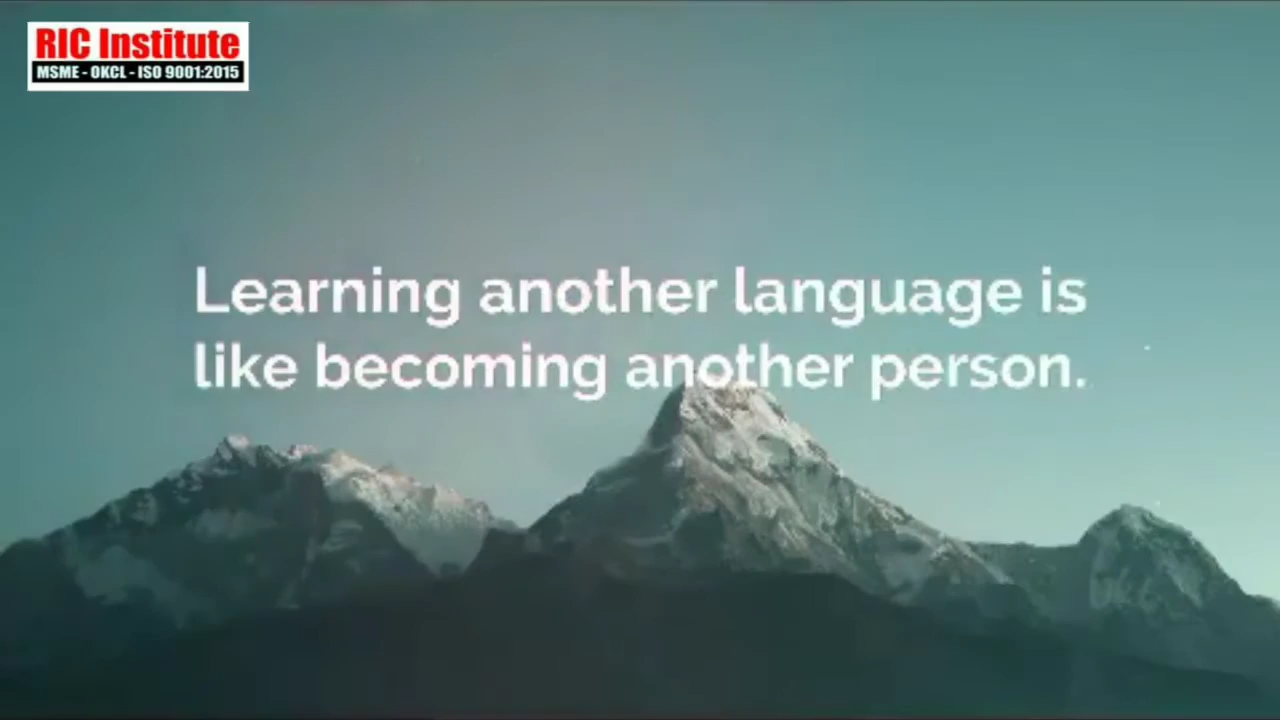 RIC Institute
MSME - OKCL - ISO 9001:2015
Learning another language is
like becoming another person.